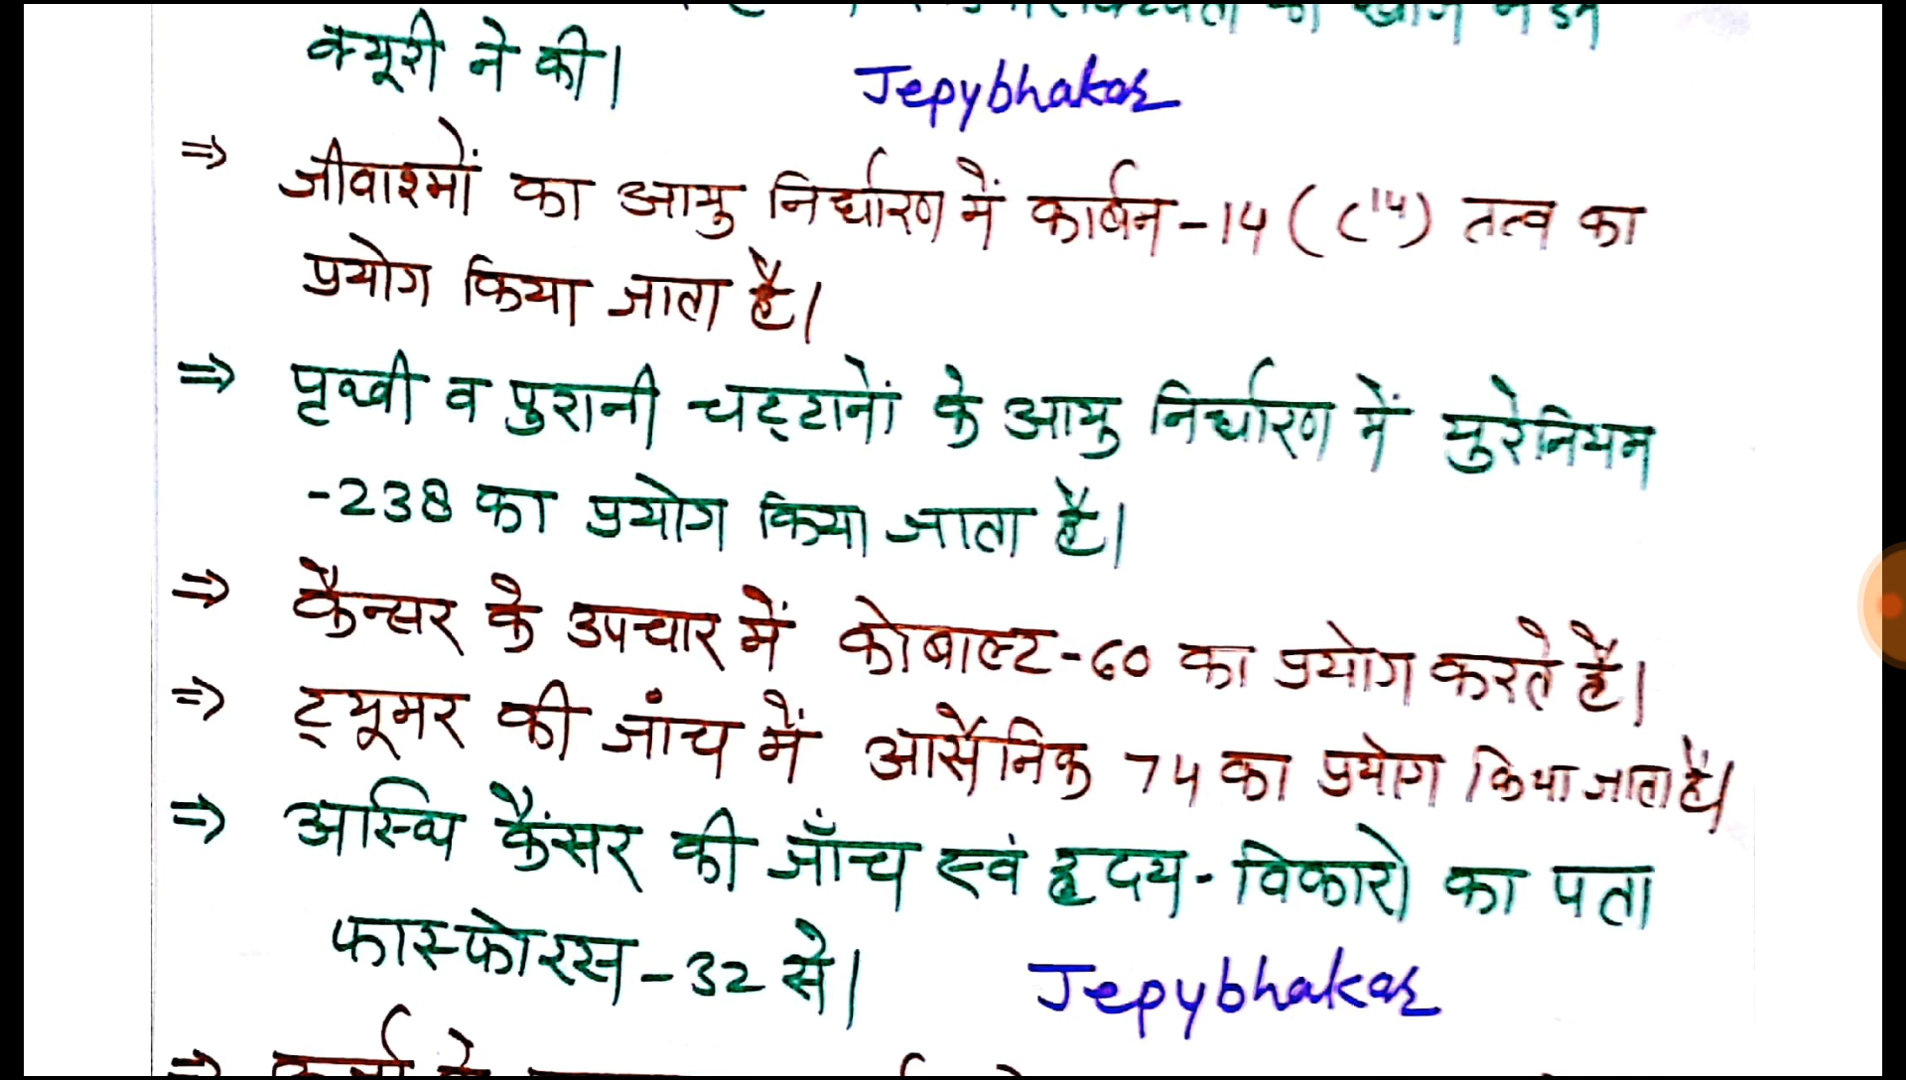 क्यूरी ने की।
Jepybhakar
⇒ जीवाश्मों का आयु निर्धारण में कार्बन-14 (C¹⁴) तत्व का
प्रयोग किया जाता है।
⇒ पृथ्वी व पुरानी चट्टानों के आयु निर्धारण में युरेनियम
-238 का प्रयोग किया जाता है।
⇒ कैन्सर के उपचार में कोबाल्ट-60 का प्रयोग करते है।
⇒ ट्यूमर की जांच में आर्सैनिक 74 का प्रयोग किया जाता है।
⇒ अस्थि कैंसर की जाँच एवं हृदय-विकारो का पता
फास्फोरस-32 से।
Jepybhakar